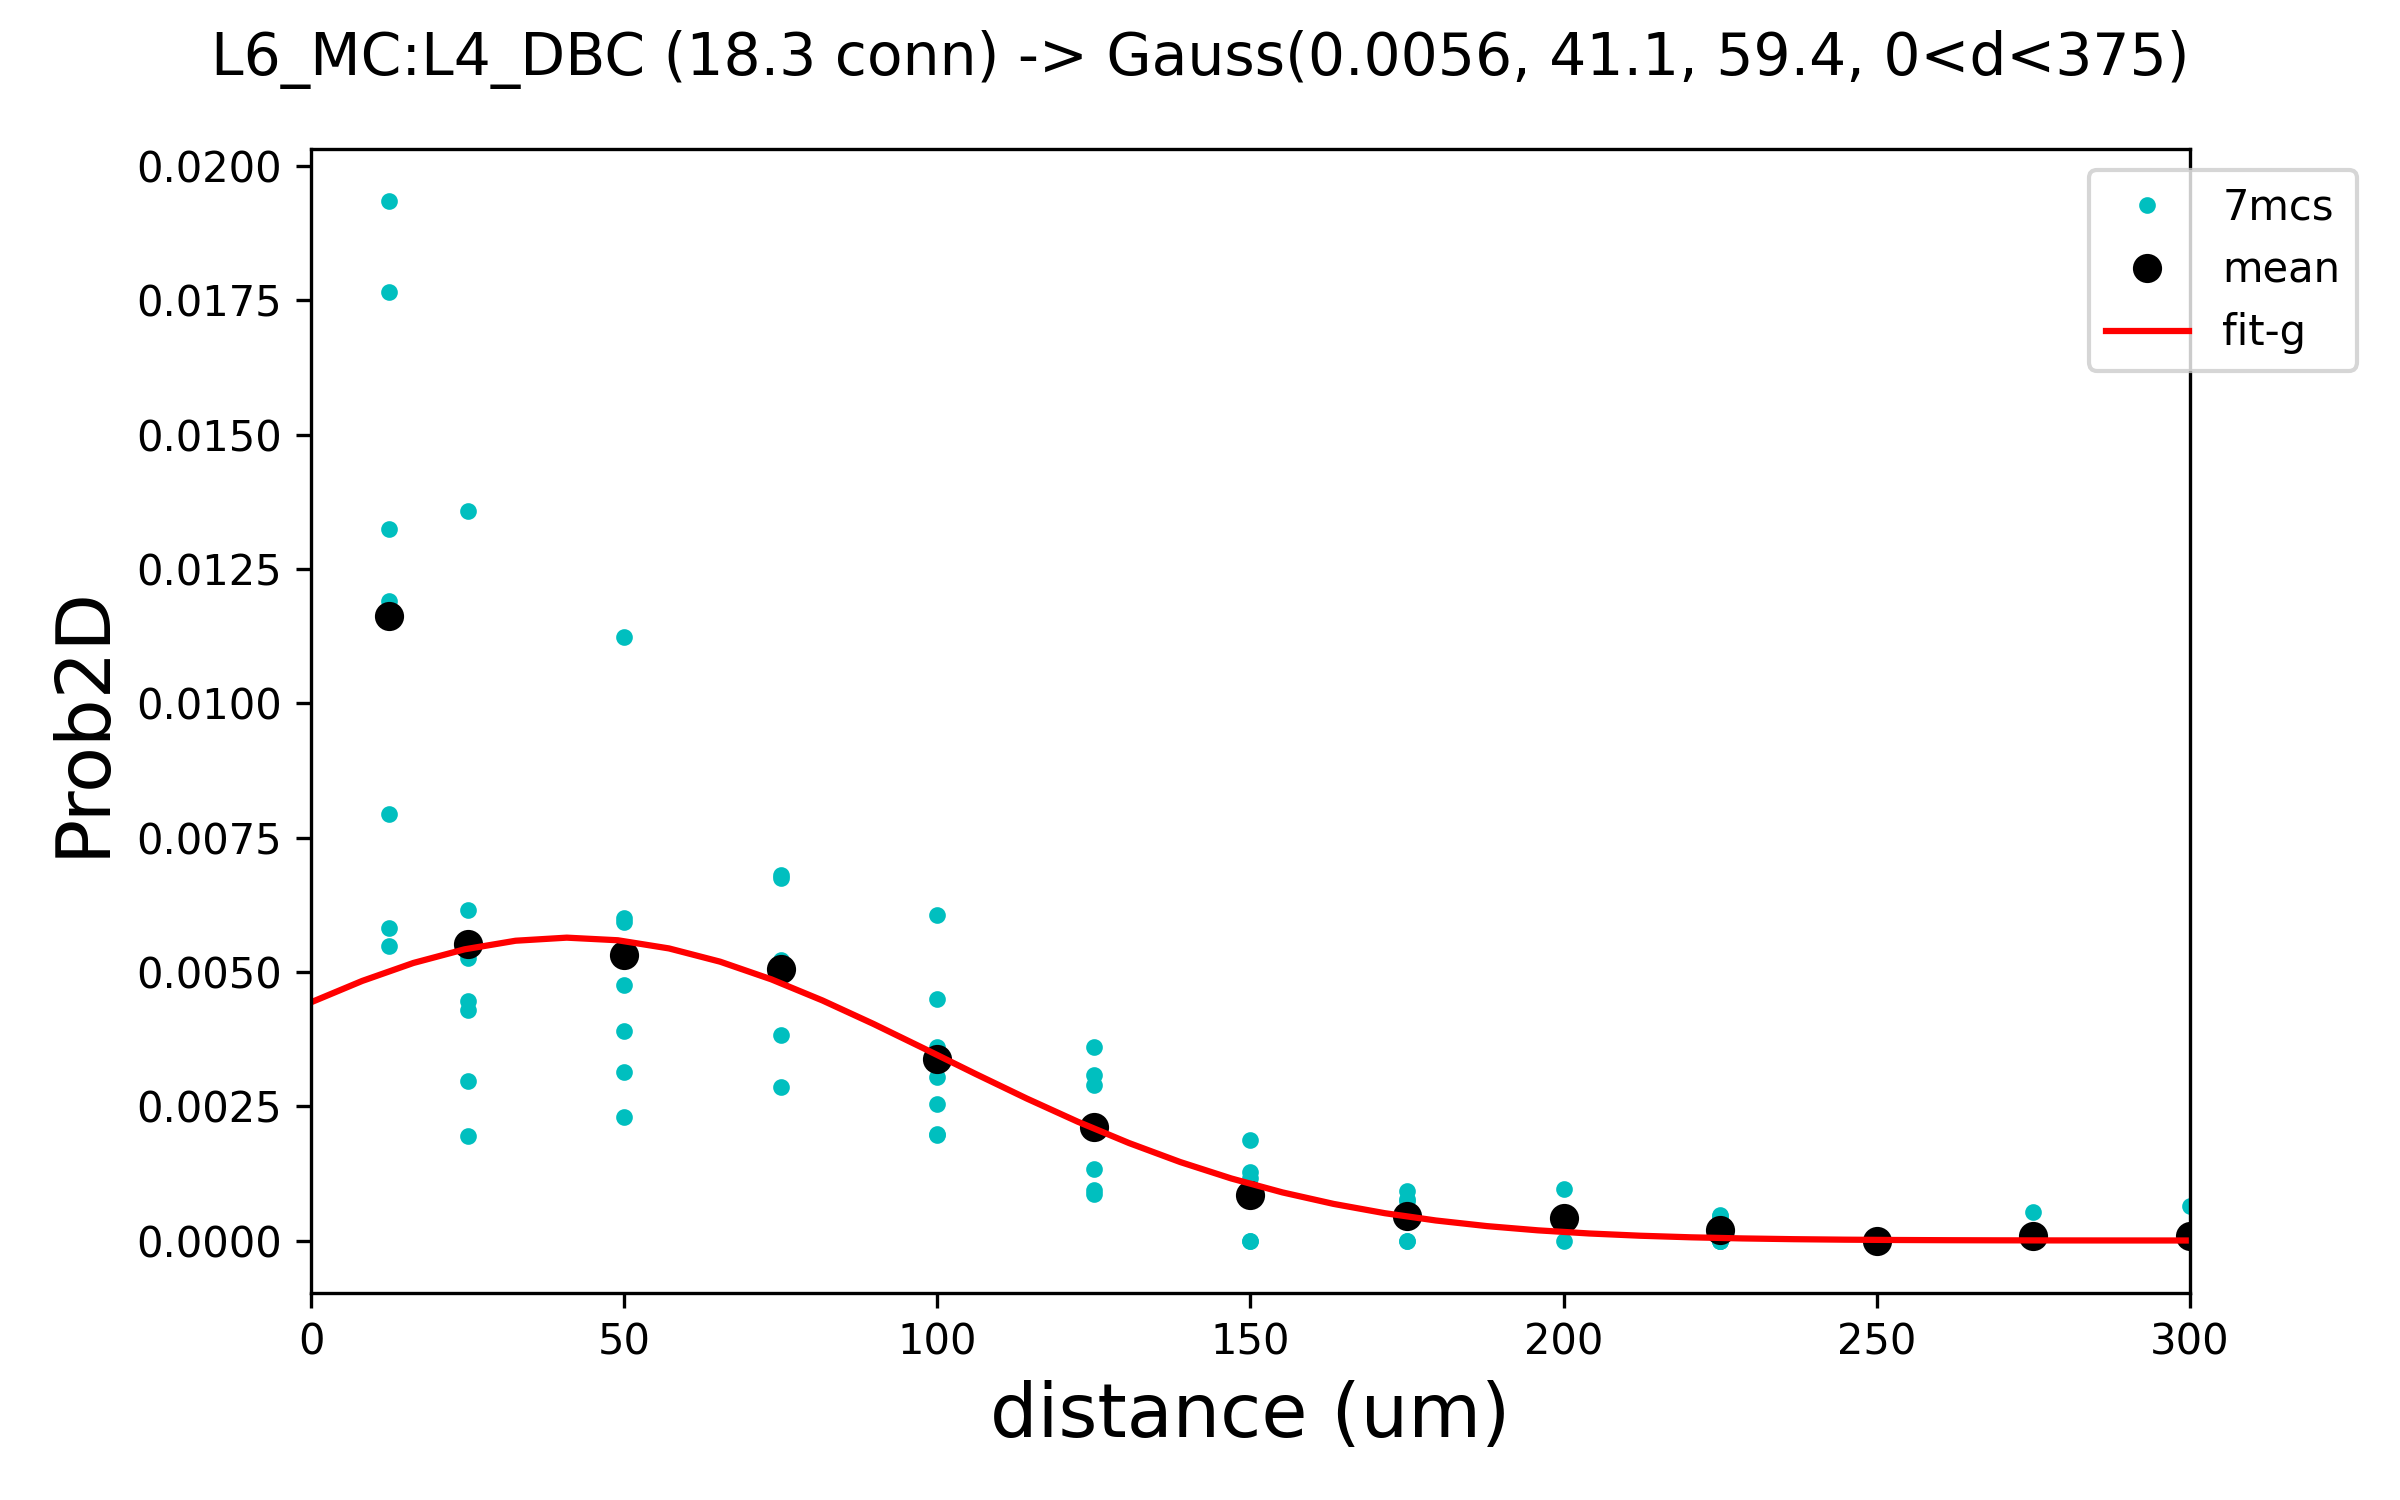 L6_MC:L4_DBC (18.3 conn) -> Gauss(0.0056, 41.1, 59.4, 0<d<375)
Prob2D
0.0200
0.0175
0.0150
0.0125
0.0100
0.0075
0.0050
0.0025
0.0000
7mcs
mean
fit-g
0 50 100 150 200 250 300
distance (um)